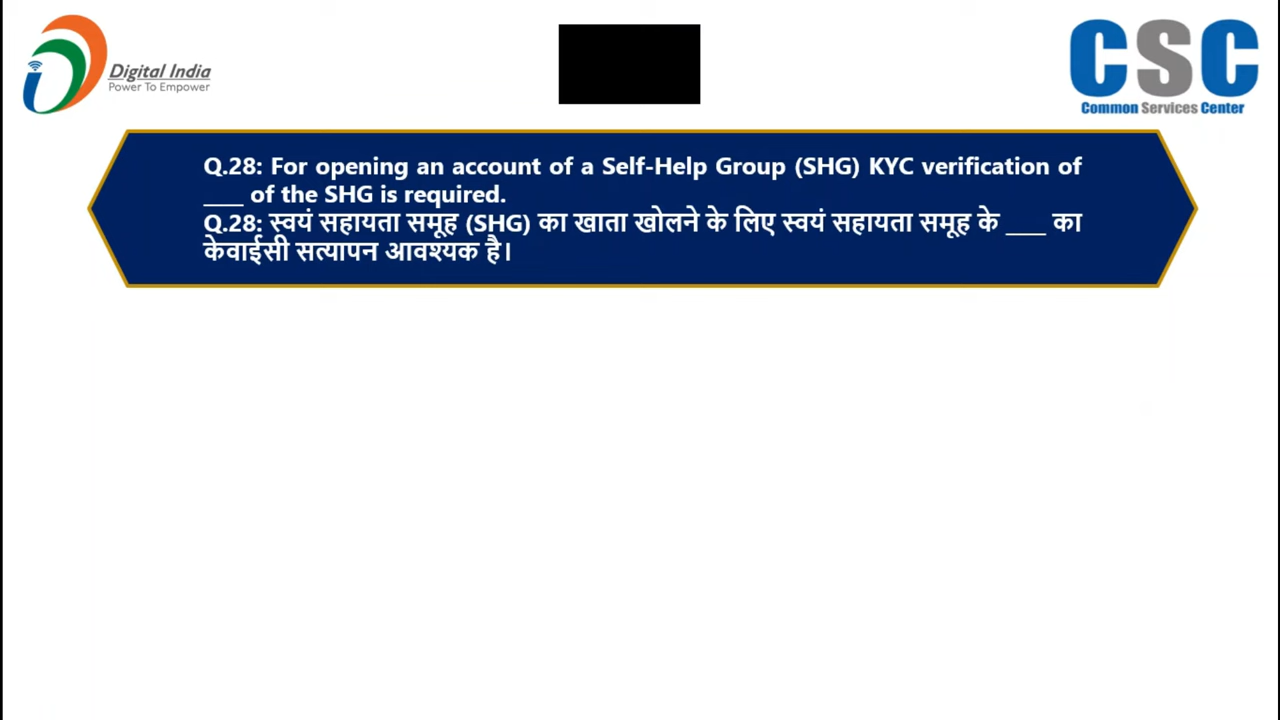 Digital India
Power To Empower
CSC
Common Services Center
Q.28: For opening an account of a Self-Help Group (SHG) KYC verification of
___ of the SHG is required.
Q.28: स्वयं सहायता समूह (SHG) का खाता खोलने के लिए स्वयं सहायता समूह के ___ का
केवाईसी सत्यापन आवश्यक है।